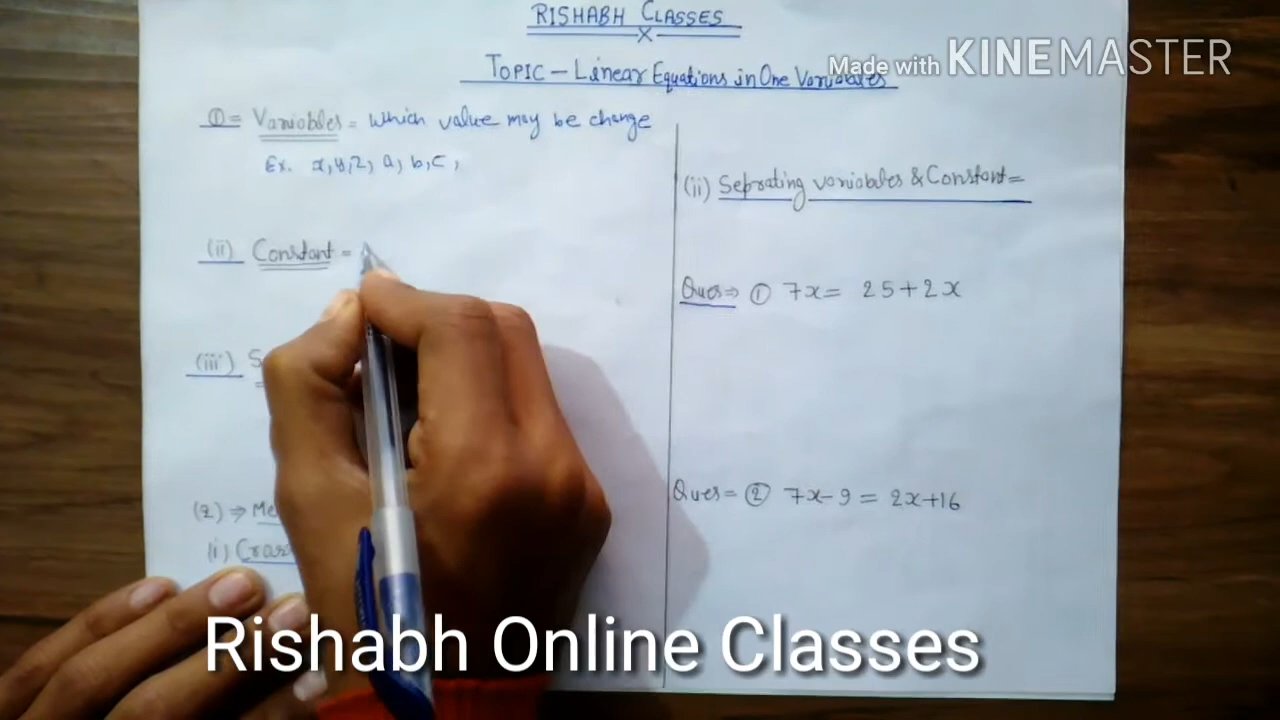 RISHABH CLASSES
Made with KINEMASTER
TOPIC - Linear Equations in One Variables
①= Variables = Which value may be change
Ex. x, y, z, a, b, c,
(ii) Constant =
(iii) S
(2) ⇒ Me
(i) Cras
(ii) Seprating variables & Constant =
Ques ⇒ ① 7x = 25+2x
Ques = ② 7x-9 = 2x+16
Rishabh Online Classes